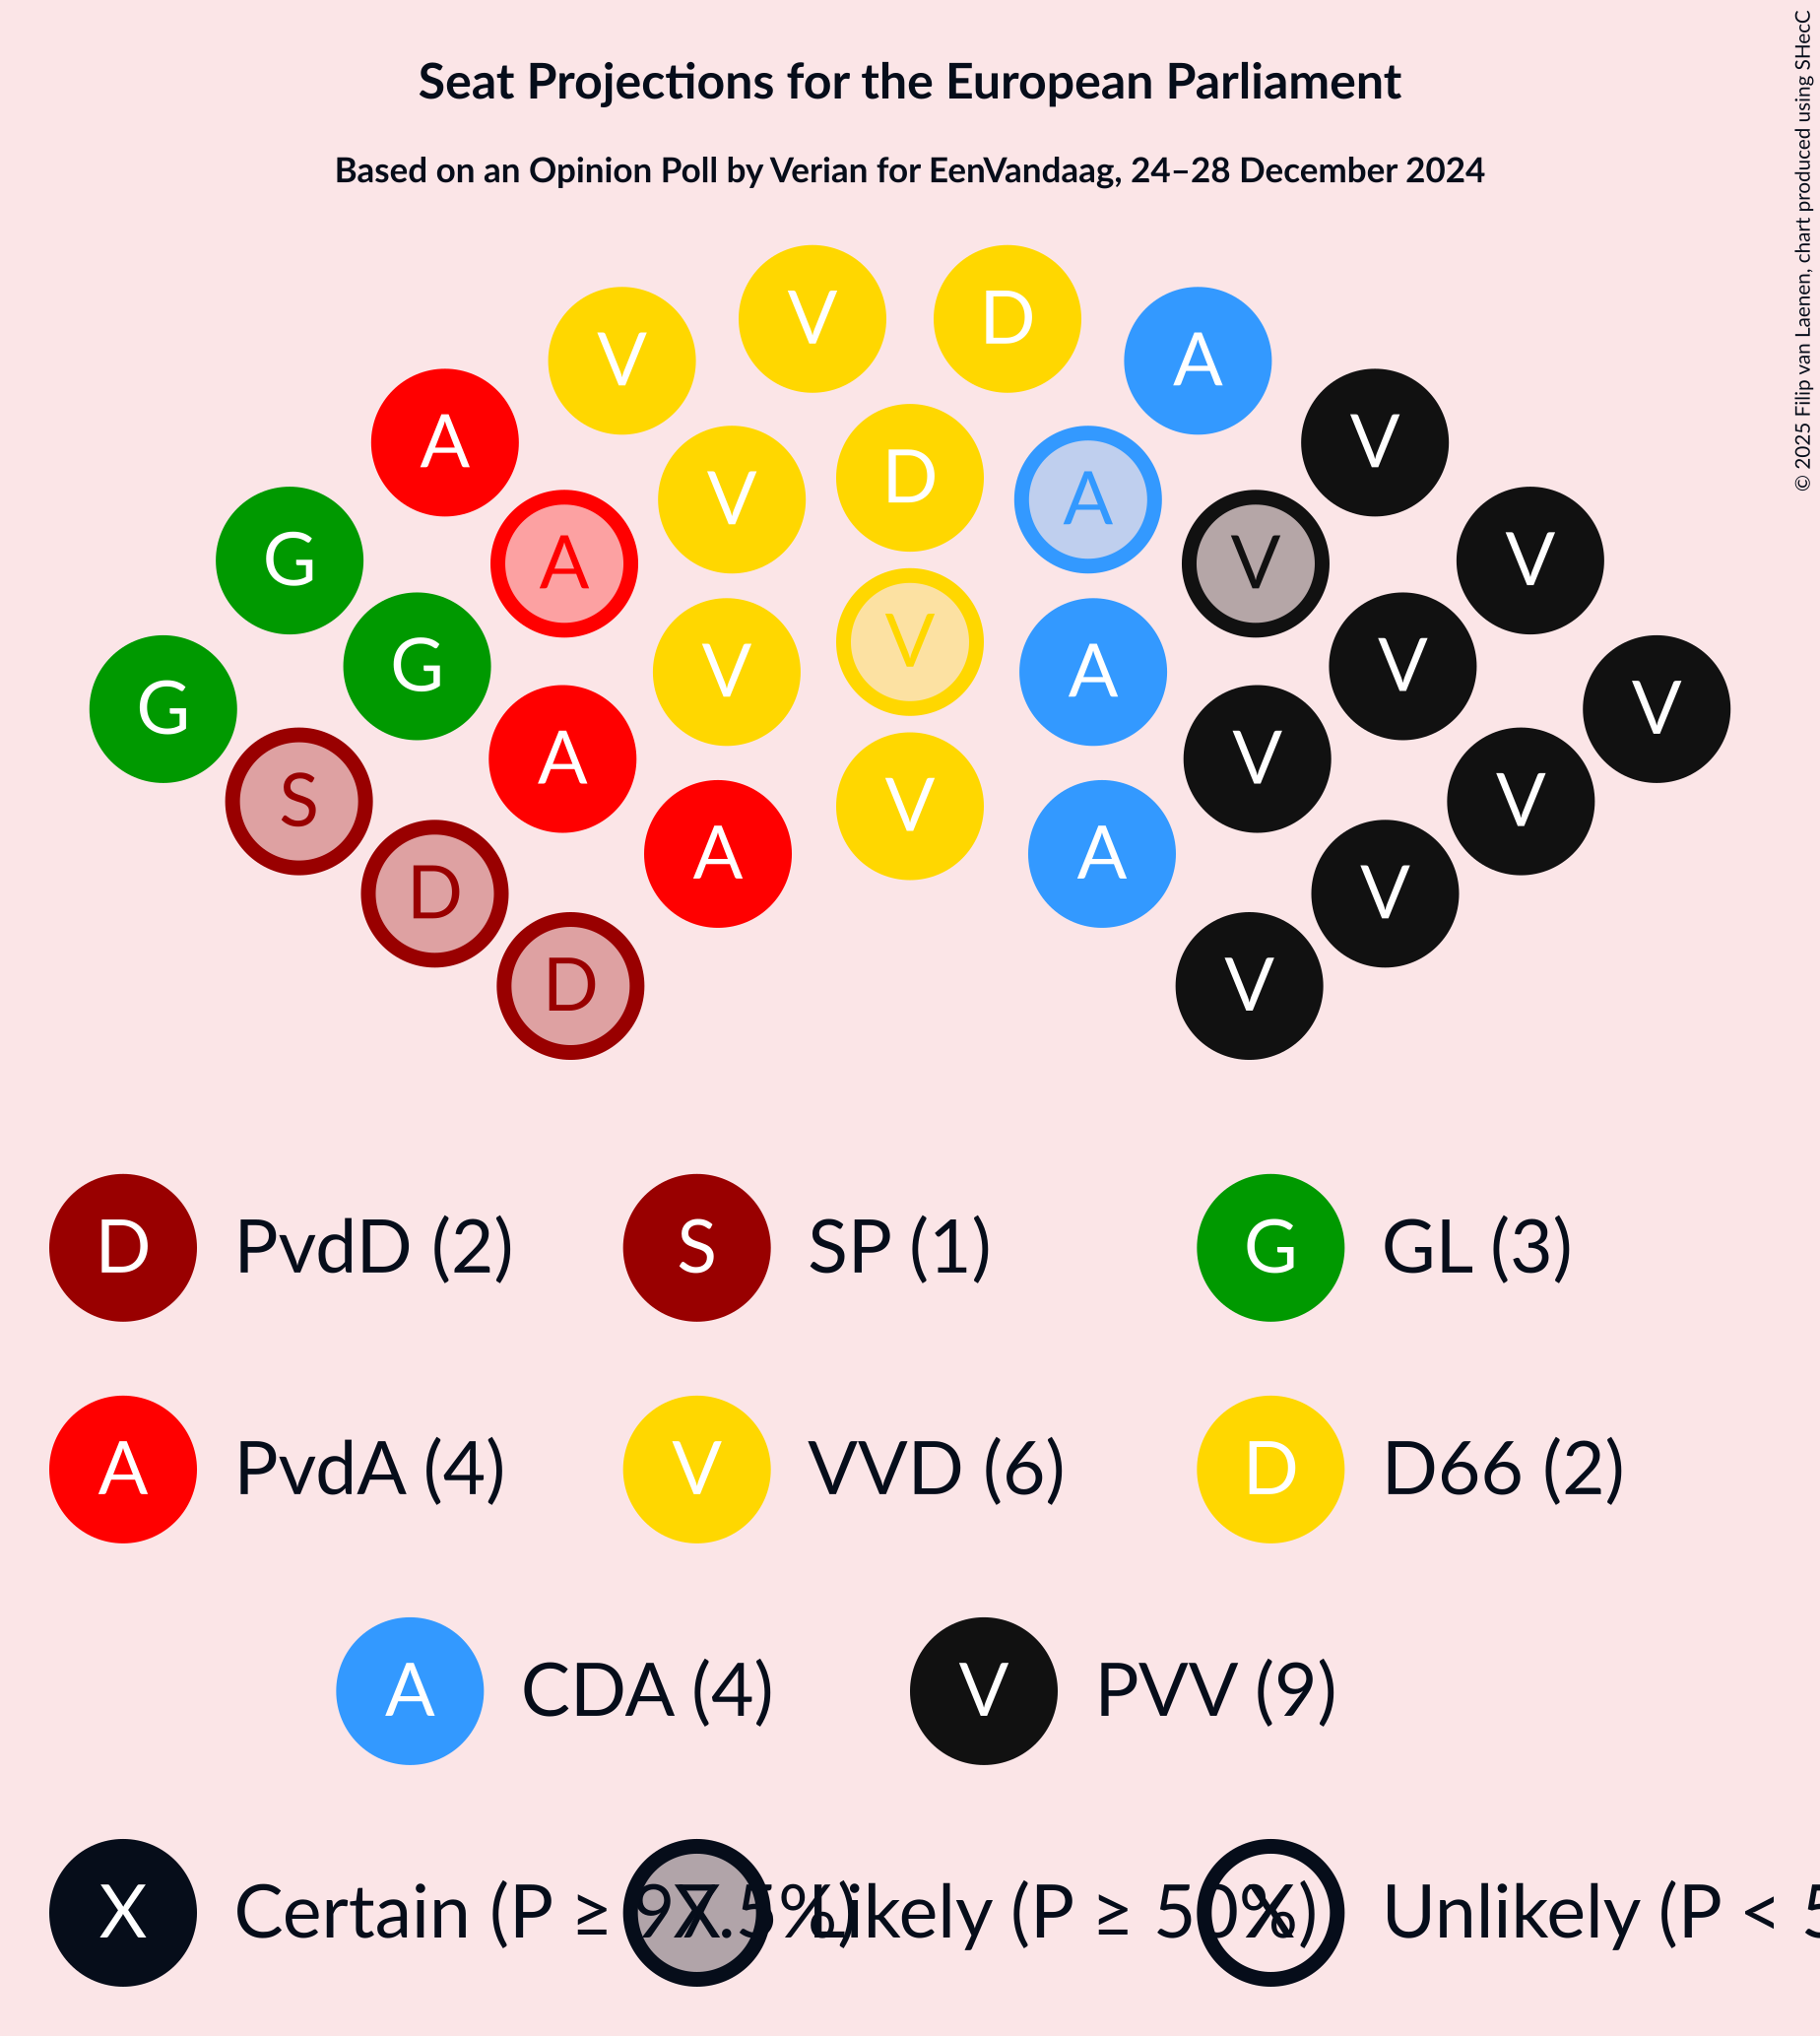 Seat Projections for the European Parliament
Based on an Opinion Poll by Verian for EenVandaag, 24–28 December 2024
© 2025 Filip van Laenen, chart produced using SHecC
V D
V A
A V
V D A
G A V V
G V V A V
G A V V
S V V
A A
D V
D V
D PvdD (2) S SP (1) G GL (3)
A PvdA (4) V VVD (6) D D66 (2)
A CDA (4) V PVV (9)
X Certain (P ≥ 97.5%) X Likely (P ≥ 50%) X Unlikely (P < 5